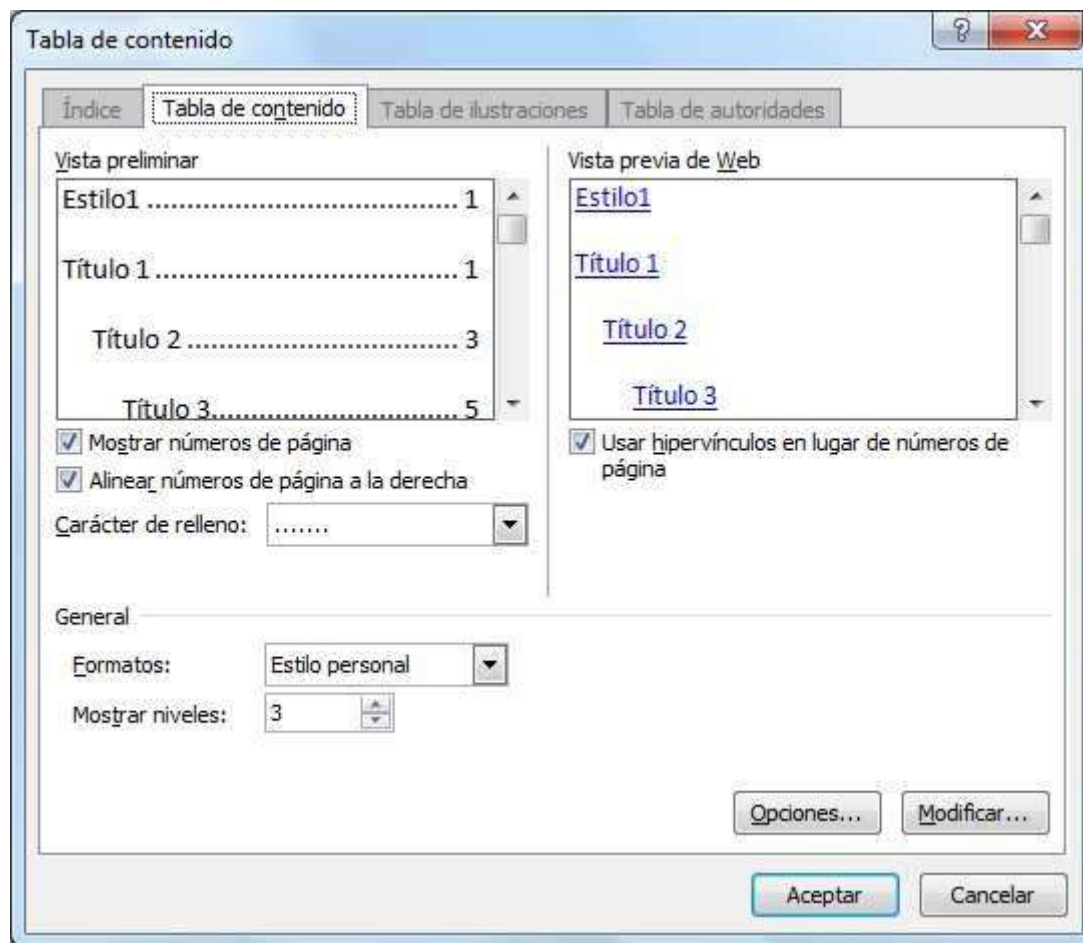 Tabla de contenido
Índice
Tabla de contenido
Tabla de ilustraciones
Tabla de autoridades
Vista preliminar
Estilo1 ............................................ 1
Título 1 .......................................... 1
Título 2 ...................................... 3
Título 3................................... 5
Mostrar números de página
Alinear números de página a la derecha
Carácter de relleno: .......
Vista previa de Web
Estilo1
Título 1
Título 2
Título 3
Usar hipervínculos en lugar de números de
página
General
Formatos: Estilo personal
Mostrar niveles: 3
Opciones... Modificar...
Aceptar Cancelar